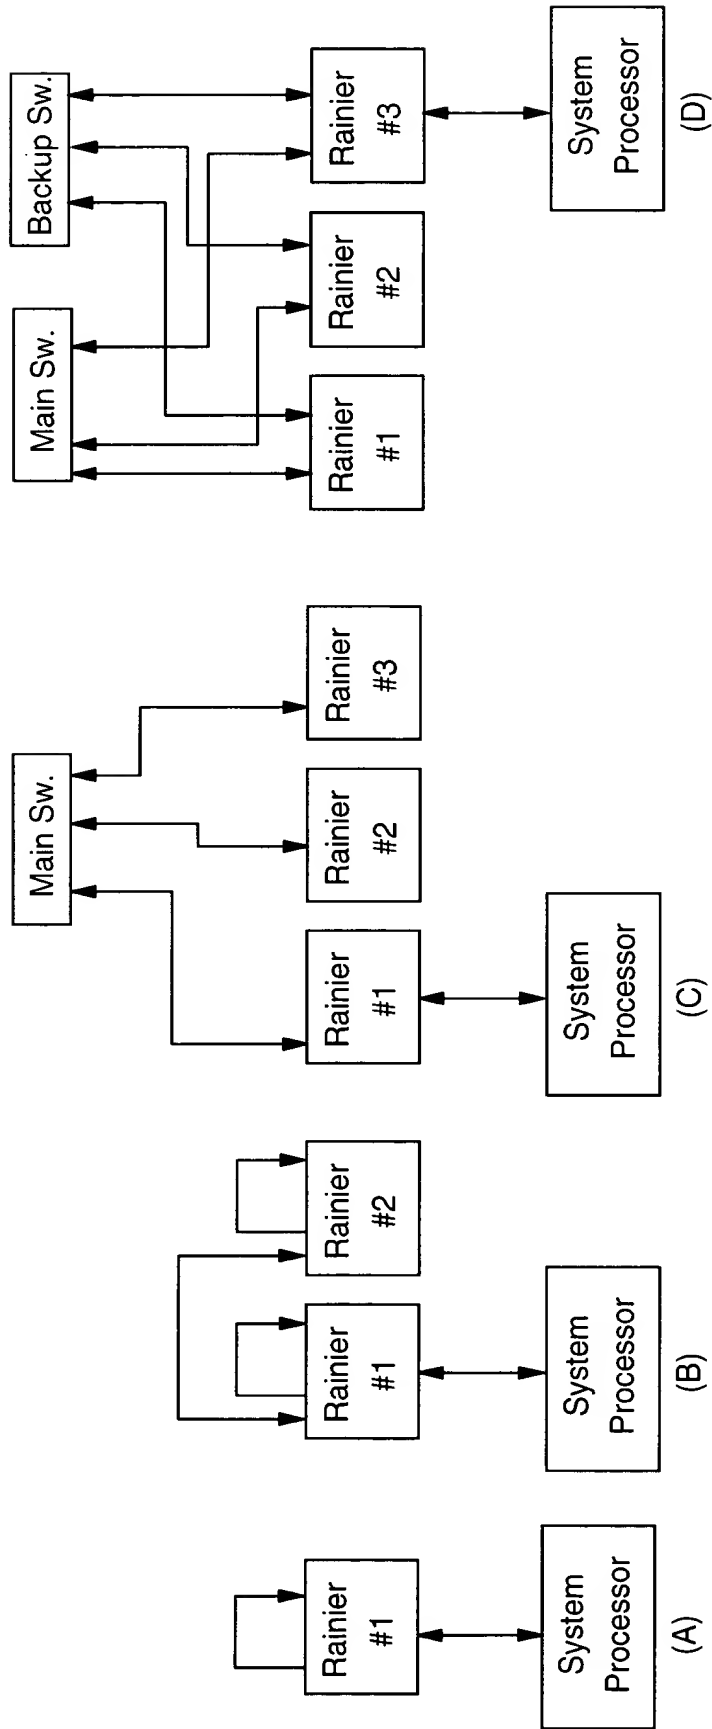 Rainier
#1
System
Processor
(A)
Rainier
#1
Rainier
#2
System
Processor
(B)
Main Sw.
Rainier
#1
Rainier
#2
Rainier
#3
System
Processor
(C)
Main Sw.
Backup Sw.
Rainier
#1
Rainier
#2
Rainier
#3
System
Processor
(D)